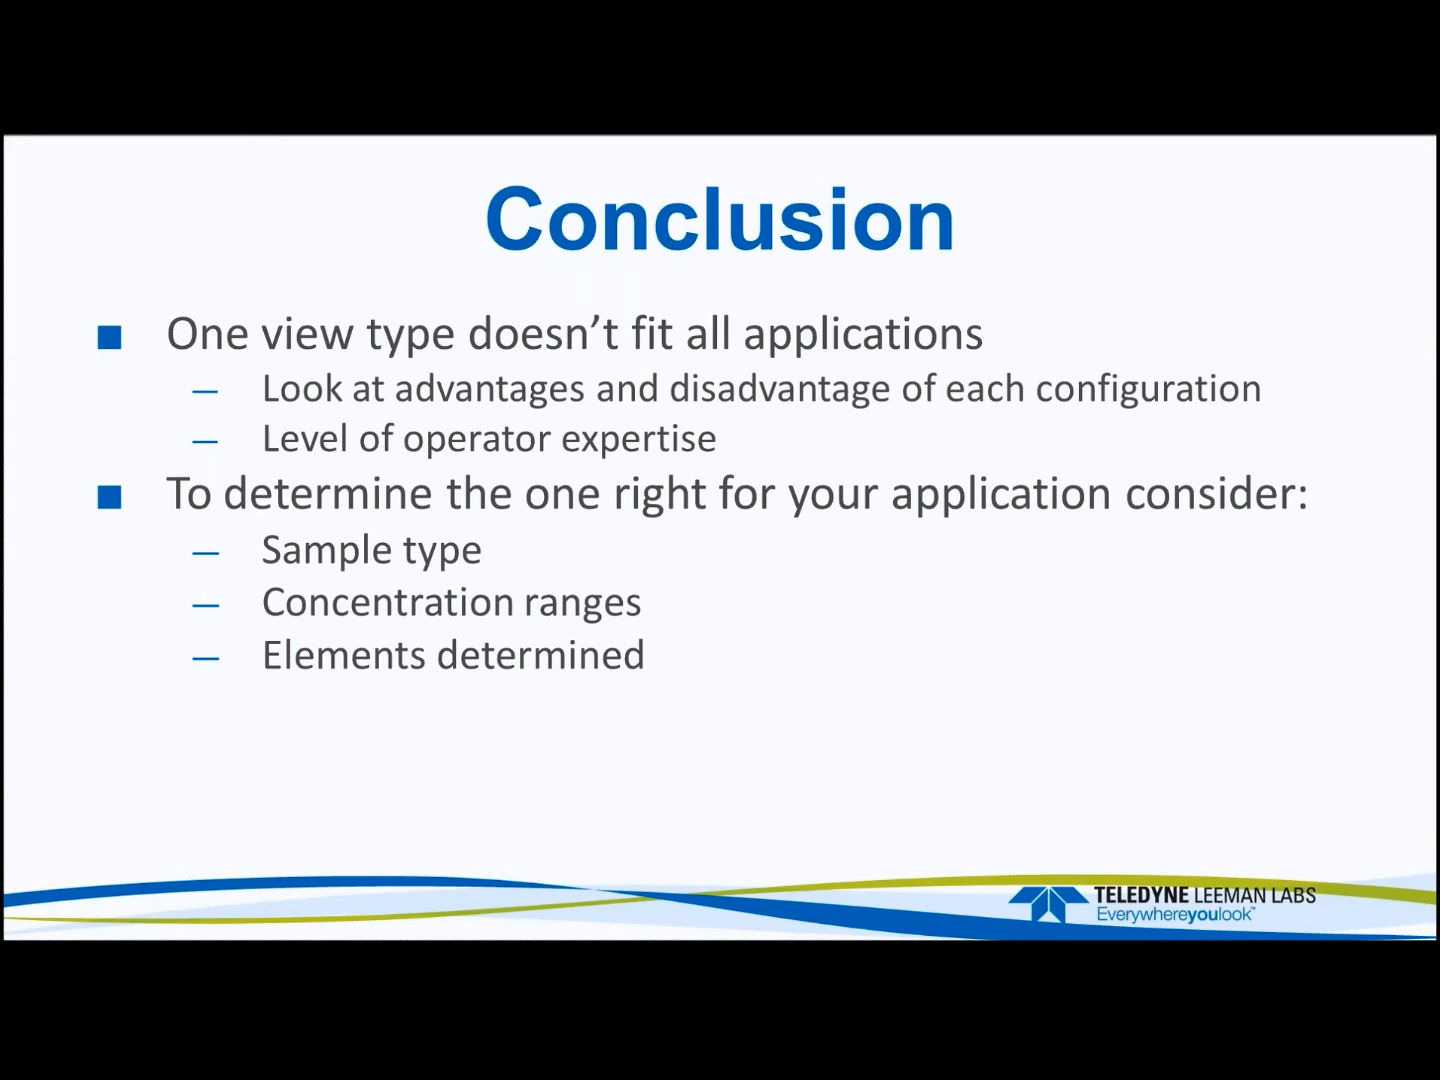 Conclusion
One view type doesn’t fit all applications
– Look at advantages and disadvantage of each configuration
– Level of operator expertise
To determine the one right for your application consider:
– Sample type
– Concentration ranges
– Elements determined
TELEDYNE LEEMAN LABS
Everywhereyoulook™